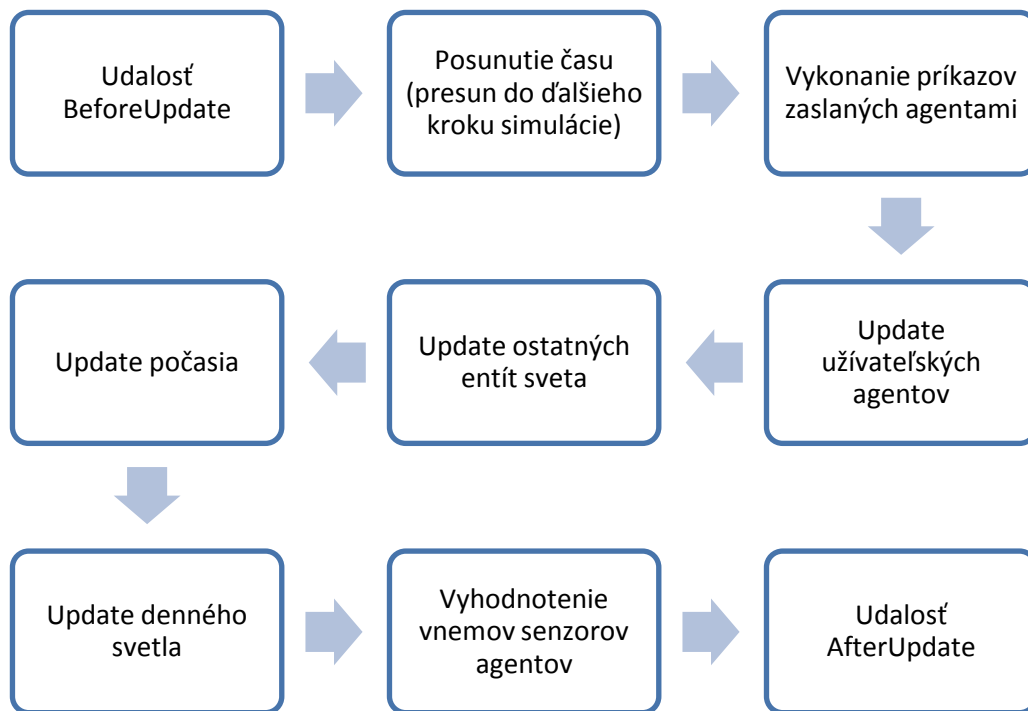 Udalosť
BeforeUpdate
Posunutie času
(presun do ďalšieho
kroku simulácie)
Vykonanie príkazov
zaslaných agentami
Update
užívateľských
agentov
Update ostatných
entít sveta
Update počasia
Update denného
svetla
Vyhodnotenie
vnemov senzorov
agentov
Udalosť
AfterUpdate